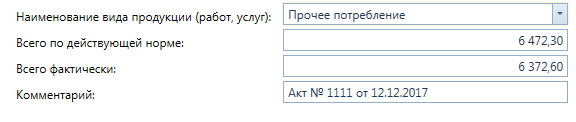 Наименование вида продукции (работ, услуг): Прочее потребление
Всего по действующей норме: 6 472,30
Всего фактически: 6 372,60
Комментарий: Акт № 1111 от 12.12.2017